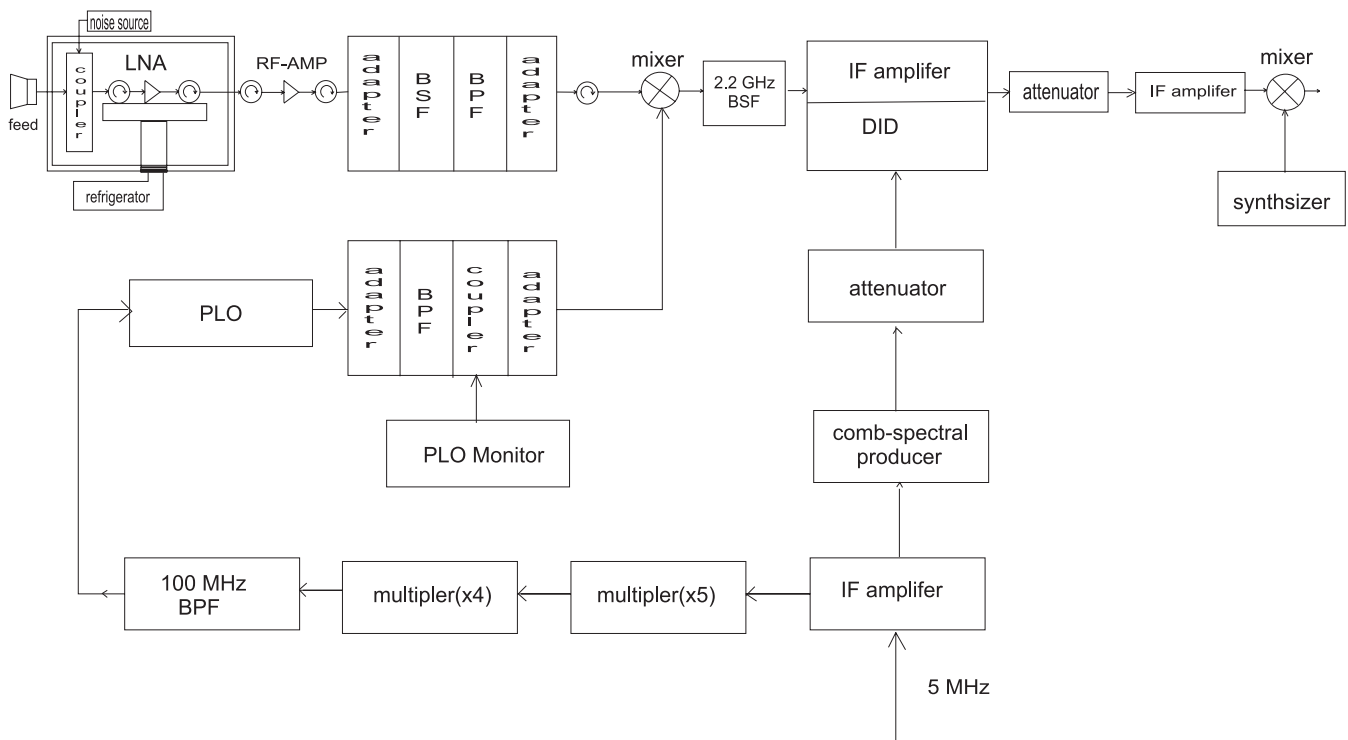 noise source
LNA
coupler
feed
refrigerator
RF-AMP
adapter
BSF
BPF
adapter
mixer
2.2 GHz
BSF
IF amplifer
DID
attenuator
IF amplifer
mixer
synthsizer
PLO
adapter
BPF
coupler
adapter
PLO Monitor
attenuator
comb-spectral
producer
100 MHz
BPF
multipler(x4)
multipler(x5)
IF amplifer
5 MHz